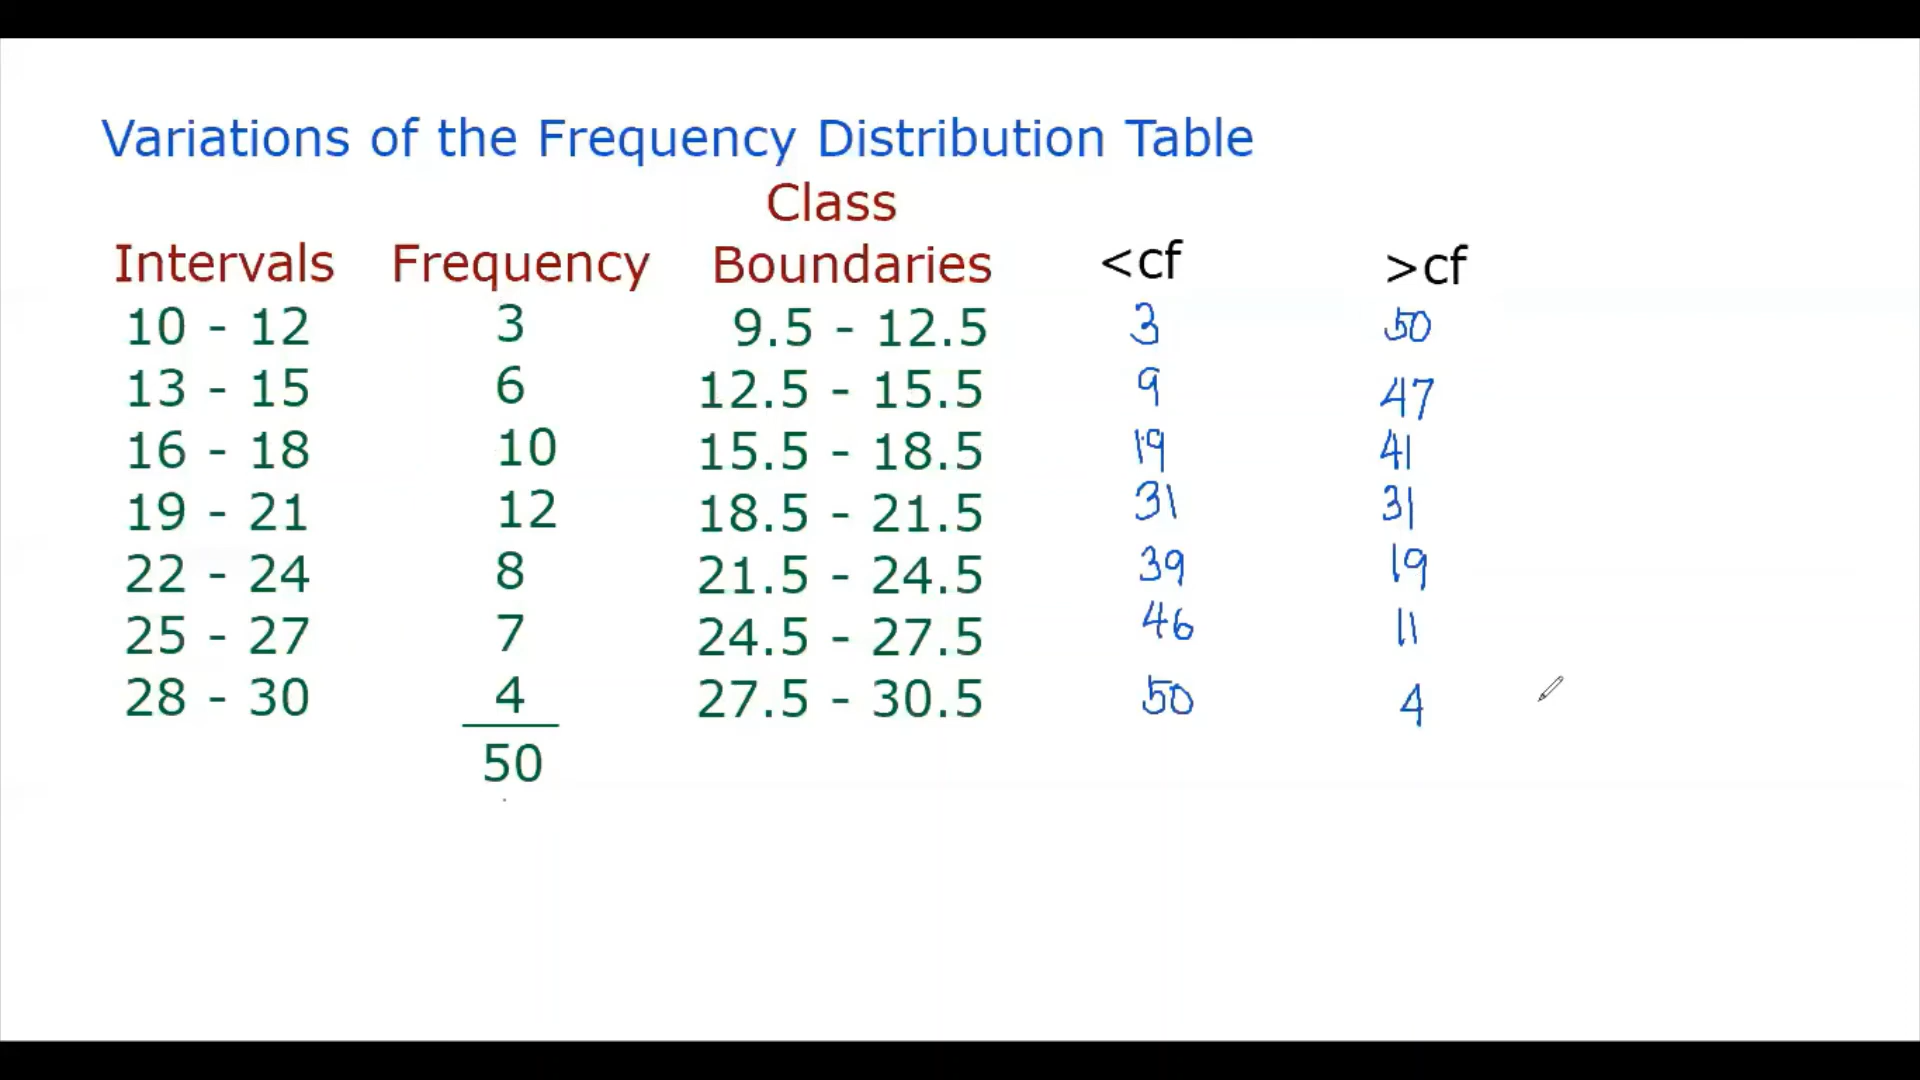 Variations of the Frequency Distribution Table
Class
Intervals Frequency Boundaries <cf >cf
10 - 12 3 9.5 - 12.5 3 50
13 - 15 6 12.5 - 15.5 9 47
16 - 18 10 15.5 - 18.5 19 41
19 - 21 12 18.5 - 21.5 31 31
22 - 24 8 21.5 - 24.5 39 19
25 - 27 7 24.5 - 27.5 46 11
28 - 30 4 27.5 - 30.5 50 4
50